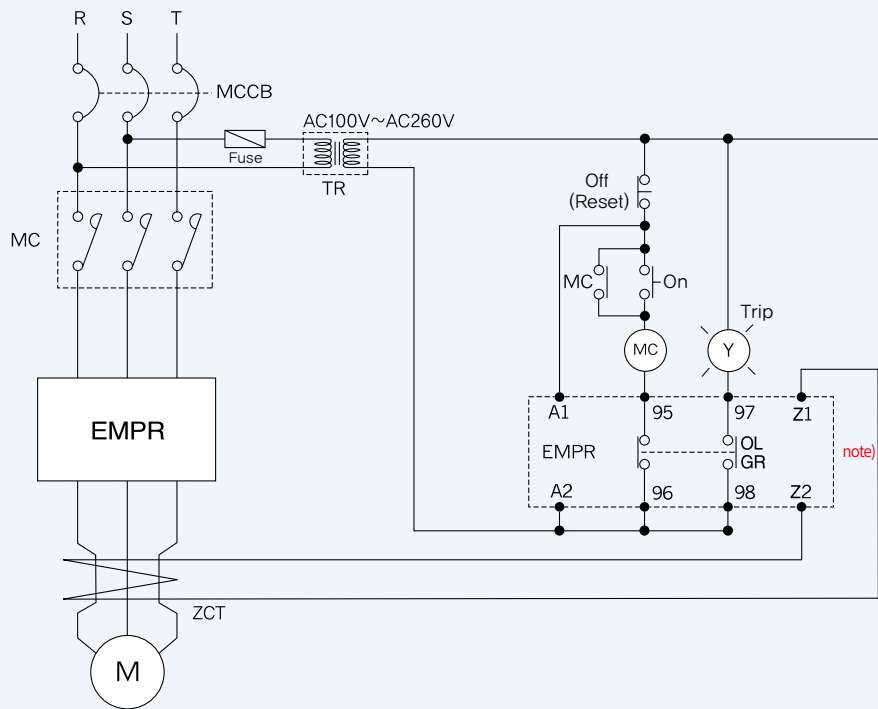 R S T
MCCB
AC100V~AC260V
Fuse
TR
Off
(Reset)
MC
MC
On
Trip
MC
Y
A1
95
97
Z1
EMPR
EMPR
OL
GR
note)
A2
96
98
Z2
ZCT
M